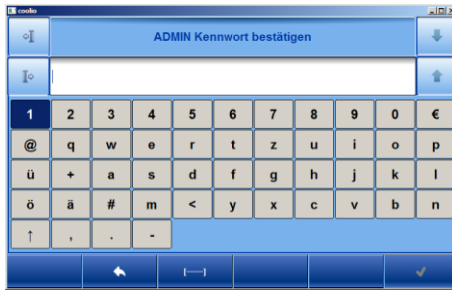 coolio
ADMIN Kennwort bestätigen
1 2 3 4 5 6 7 8 9 0 €
@ q w e r t z u i o p
ü + a s d f g h j k l
ö ä # m < y x c v b n
↑ , . -